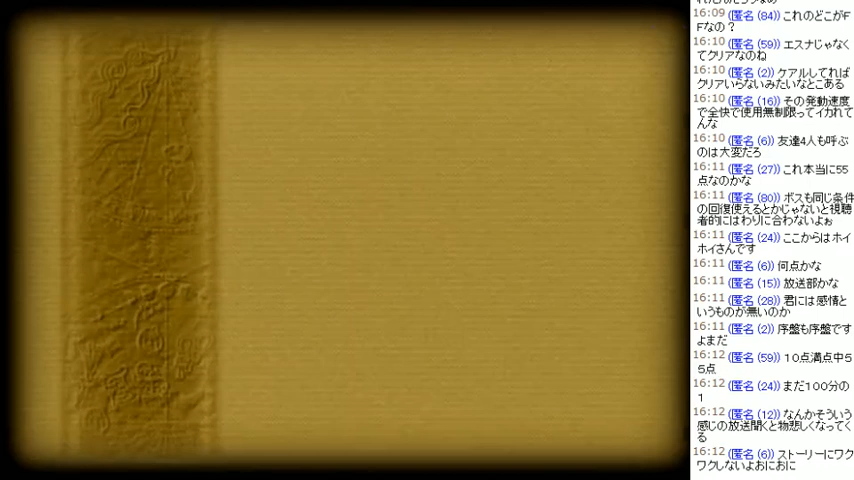 16:09 (匿名 (84)) これのどこがF
Fなの？
16:10 (匿名 (59)) エスナじゃなく
てクリアなのね
16:10 (匿名 (2)) ケアルしてれば
クリアいらないみたいなとこある
16:10 (匿名 (16)) その発動速度
で全快で使用無制限ってイカれて
んな
16:10 (匿名 (6)) 友達4人も呼ぶ
のは大変だろ
16:11 (匿名 (27)) これ本当に55
点なのかな
16:11 (匿名 (80)) ボスも同じ条件
の回復使えるとかじゃないと視聴
者的にはわりに合わないよぉ
16:11 (匿名 (24)) ここからはホイ
ホイさんです
16:11 (匿名 (6)) 何点かな
16:11 (匿名 (15)) 放送部かな
16:11 (匿名 (28)) 君には感情と
いうものが無いのか
16:11 (匿名 (2)) 序盤も序盤です
よまだ
16:12 (匿名 (59)) １０点満点中５
５点
16:12 (匿名 (24)) まだ１００分の
１
16:12 (匿名 (12)) なんかそういう
感じの放送聞くと物悲しくなってく
る
16:12 (匿名 (6)) ストーリーにワク
ワクしないよおにおに